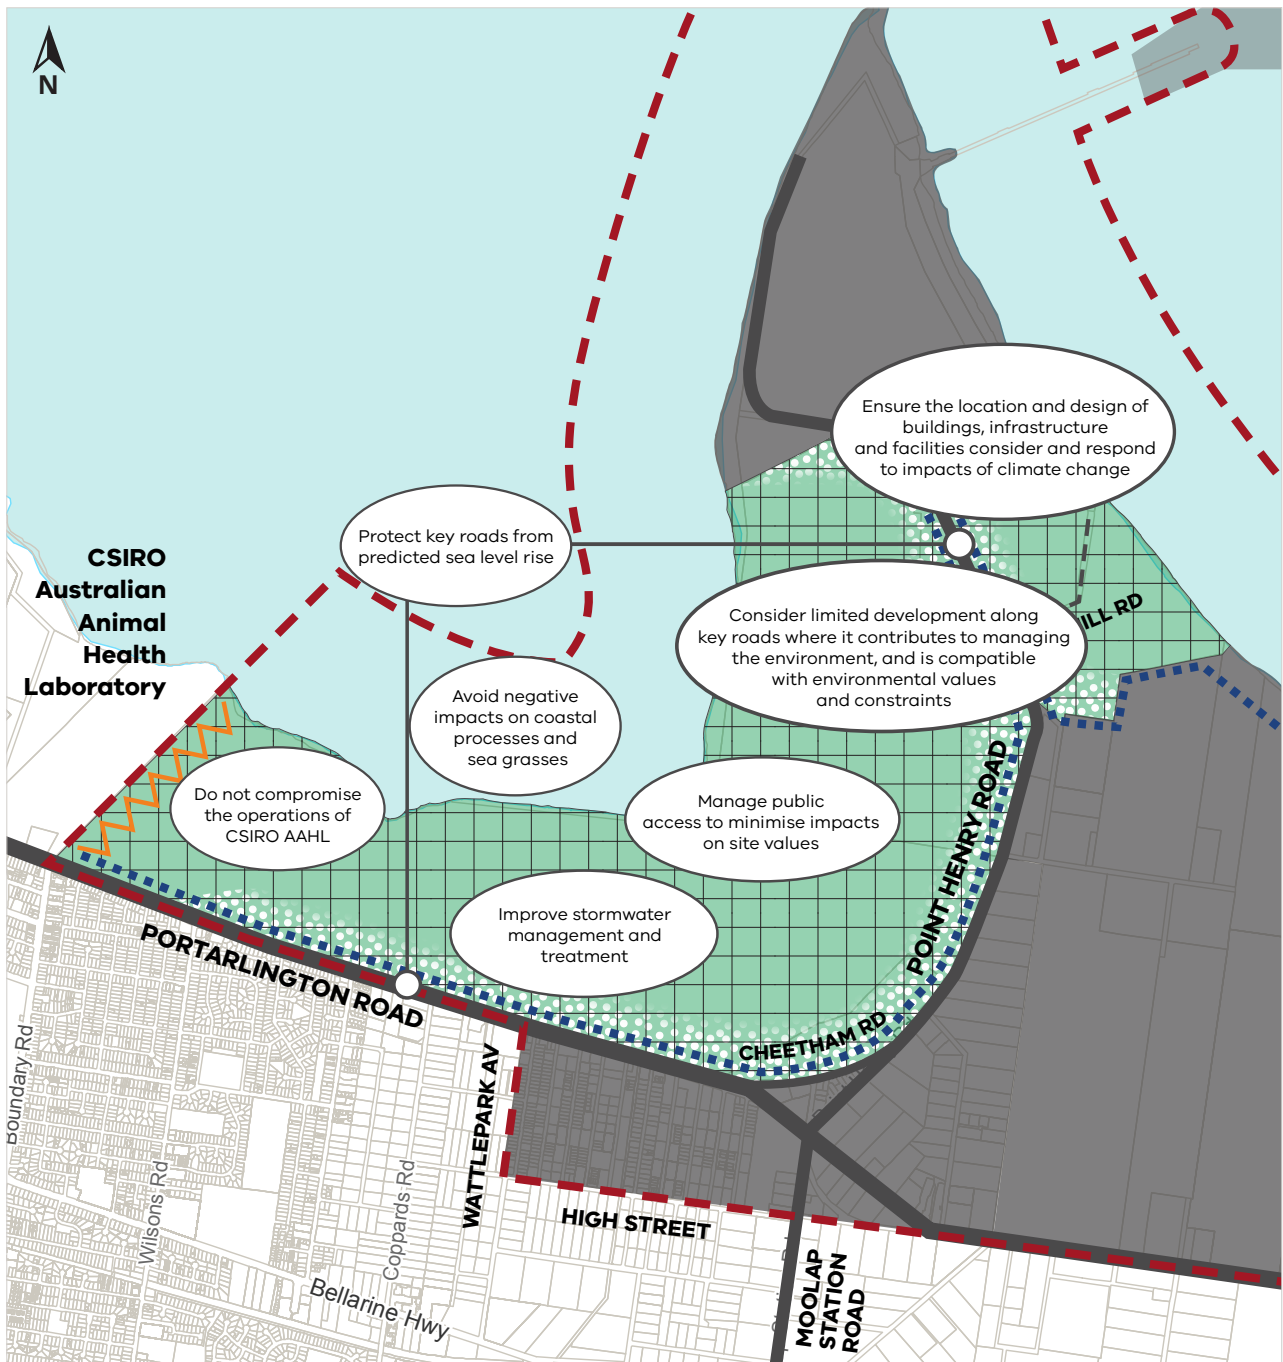 N
Ensure the location and design of
buildings, infrastructure
and facilities consider and respond
to impacts of climate change
Protect key roads from
predicted sea level rise
CSIRO
Australian
Animal
Health
Laboratory
Consider limited development along
key roads where it contributes to managing
the environment, and is compatible
with environmental values
and constraints
ILL RD
Avoid negative
impacts on coastal
processes and
sea grasses
Do not compromise
the operations of
CSIRO AAHL
Manage public
access to minimise impacts
on site values
POINT HENRY ROAD
Improve stormwater
management and
treatment
PORTARLINGTON ROAD
CHEETHAM RD
Boundary Rd
WATTLEPARK AV
Wilsons Rd
Coppards Rd
HIGH STREET
Bellarine Hwy
MOOLAP
STATION
ROAD